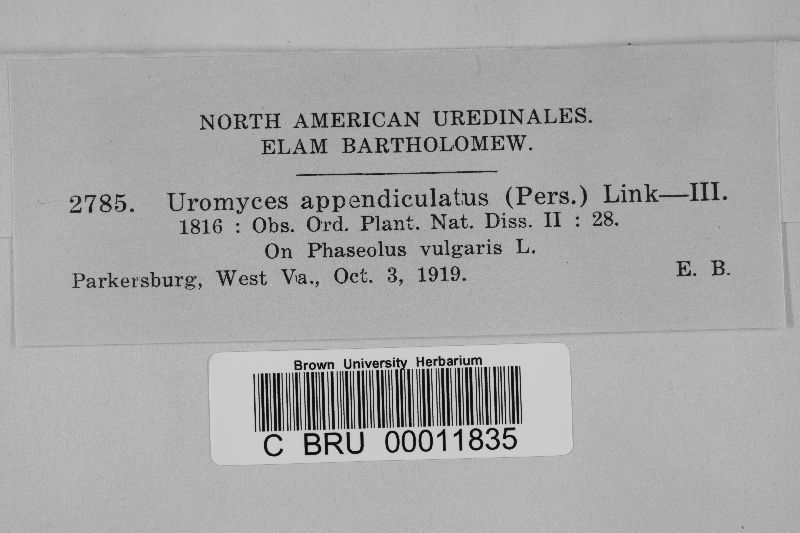 NORTH AMERICAN UREDINALES.
ELAM BARTHOLOMEW.
2785. Uromyces appendiculatus (Pers.) Link—III.
1816 : Obs. Ord. Plant. Nat. Diss. II : 28.
On Phaseolus vulgaris L.
Parkersburg, West Va., Oct. 3, 1919. E. B.
Brown University Herbarium
C BRU 00011835